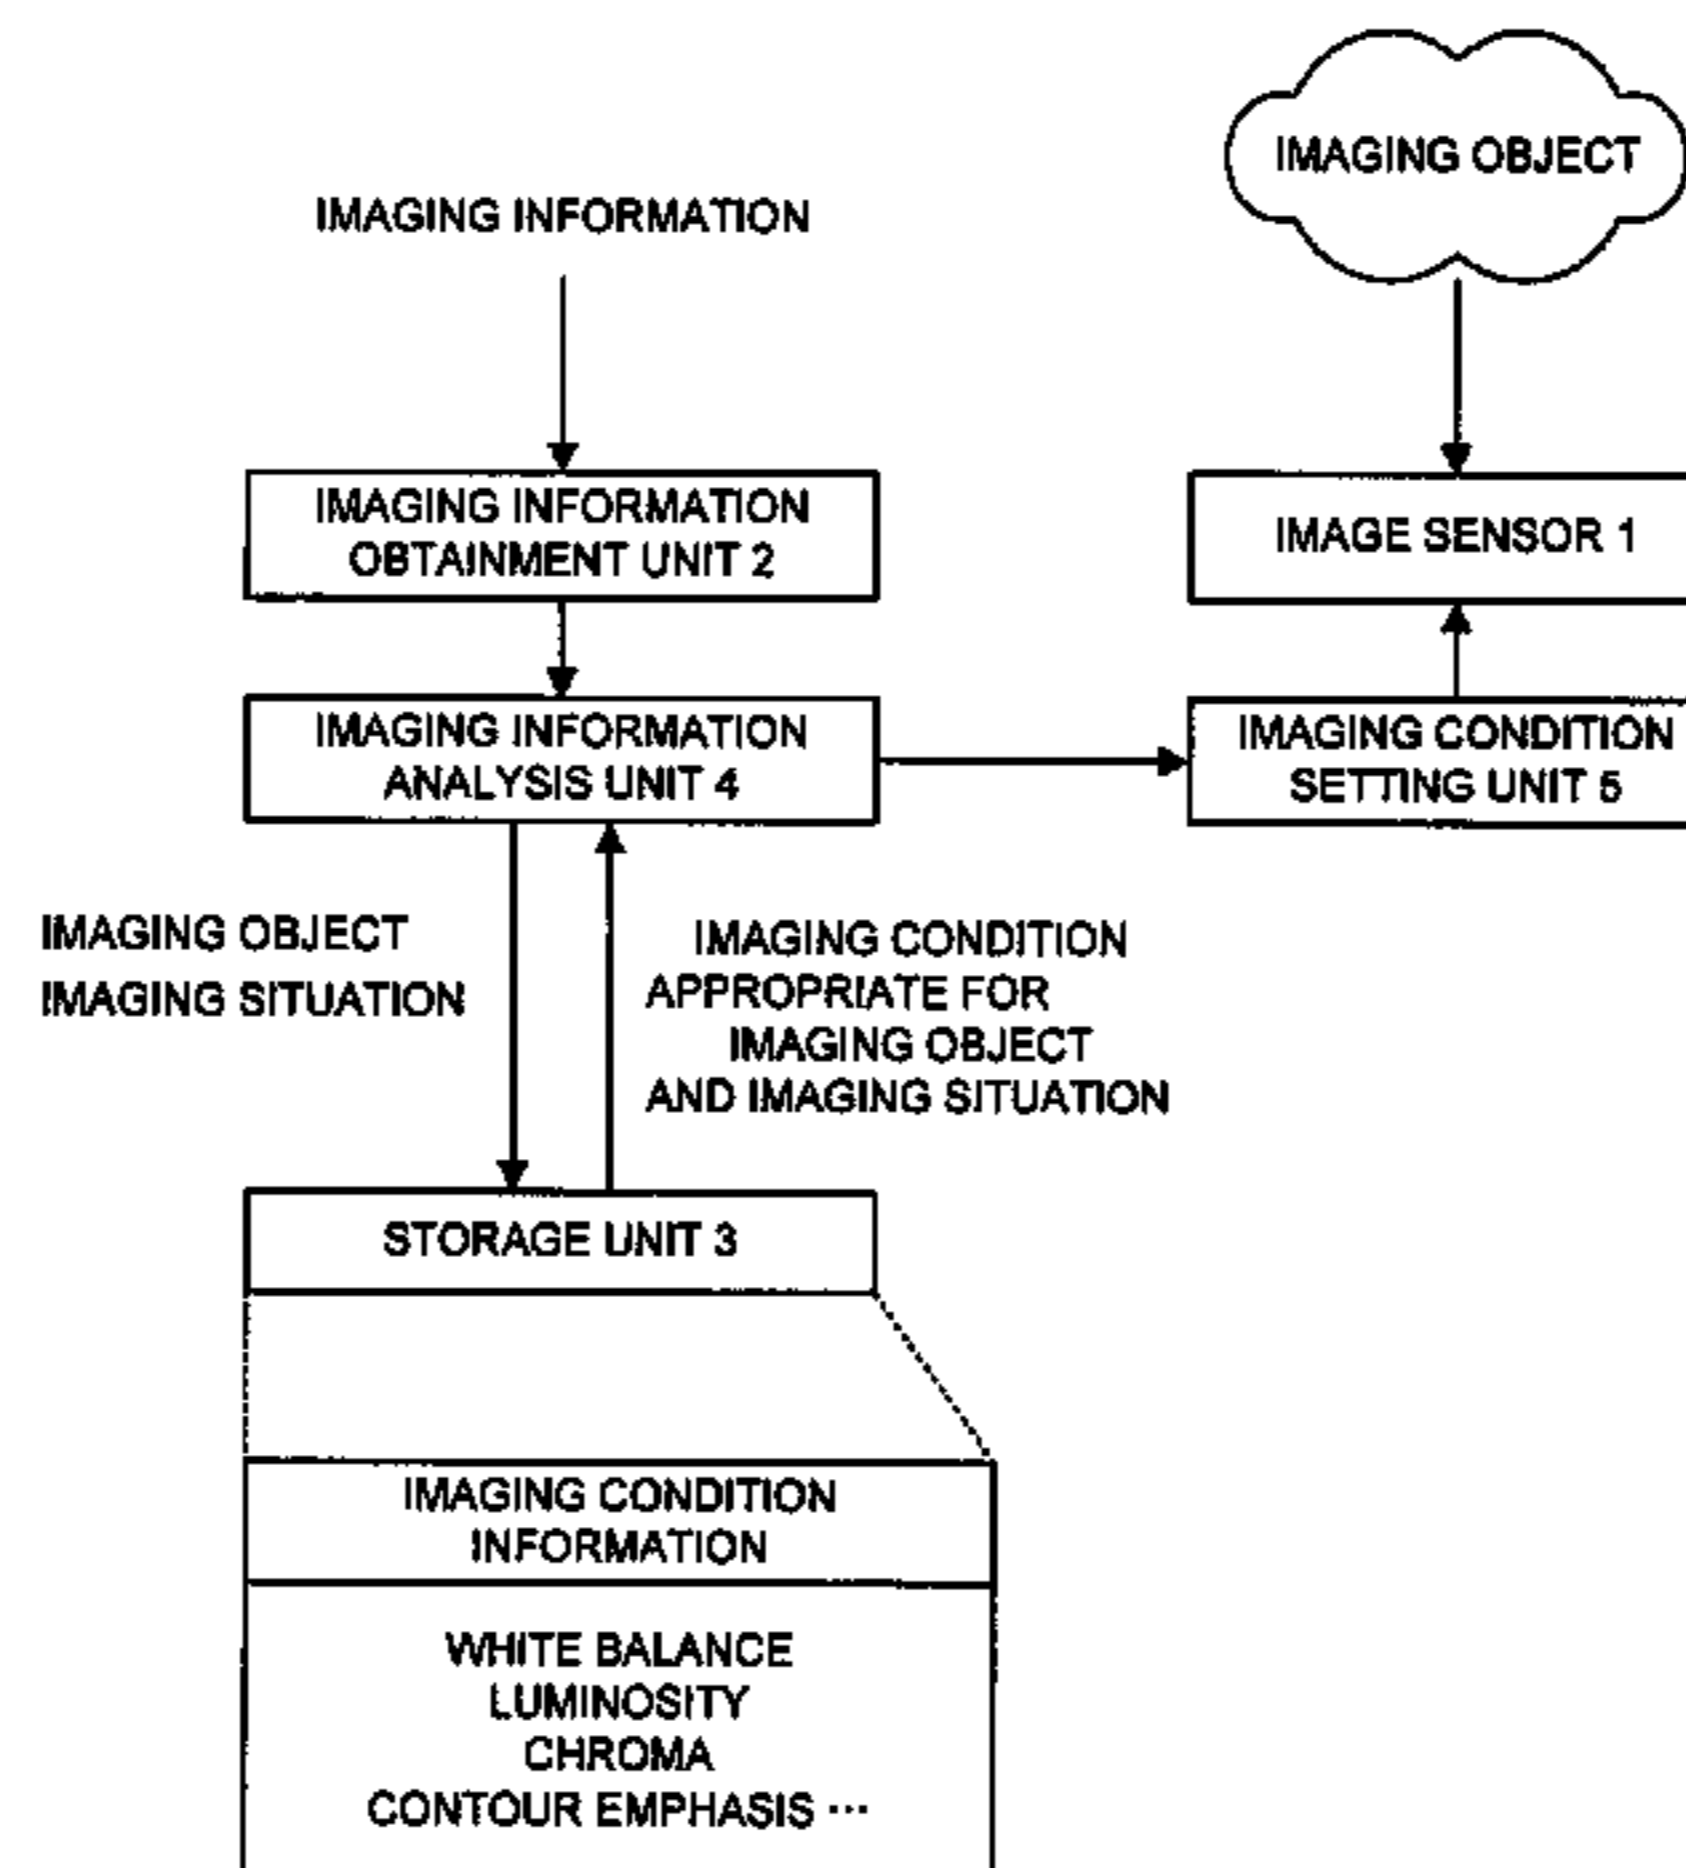 IMAGING OBJECT
IMAGING INFORMATION
IMAGING INFORMATION
OBTAINMENT UNIT 2
IMAGE SENSOR 1
IMAGING INFORMATION
ANALYSIS UNIT 4
IMAGING CONDITION
SETTING UNIT 5
IMAGING OBJECT
IMAGING SITUATION
IMAGING CONDITION
APPROPRIATE FOR
IMAGING OBJECT
AND IMAGING SITUATION
STORAGE UNIT 3
IMAGING CONDITION
INFORMATION
WHITE BALANCE
LUMINOSITY
CHROMA
CONTOUR EMPHASIS ···